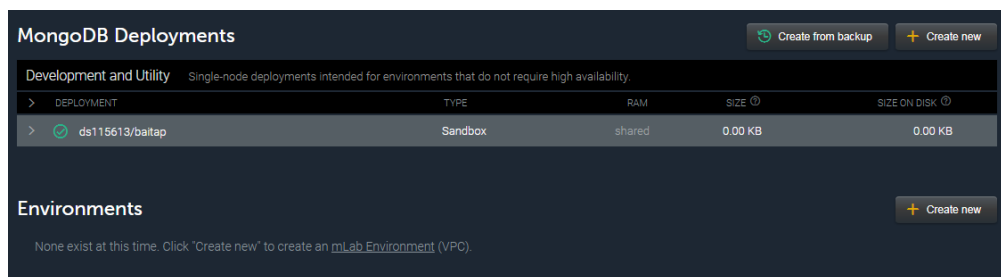 MongoDB Deployments
Create from backup
+ Create new
Development and Utility Single-node deployments intended for environments that do not require high availability.
> DEPLOYMENT TYPE RAM SIZE ? SIZE ON DISK ?
> ds115613/baitap Sandbox shared 0.00 KB 0.00 KB
Environments
+ Create new
None exist at this time. Click "Create new" to create an mLab Environment (VPC).